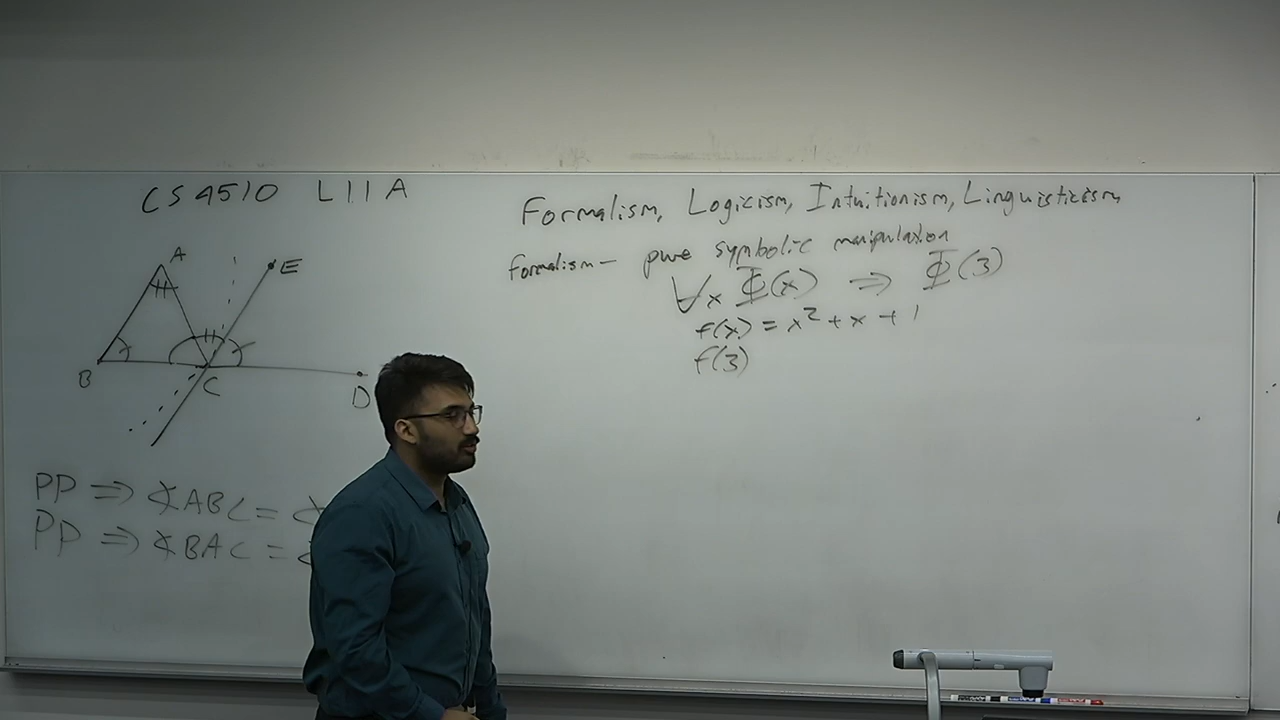 CS 4510 L11A
A
E
B
C
D
PP ⇒ ∢ABC = ∢
PP ⇒ ∢BAC =
Formalism, Logicism, Intuitionism, Linguisticism
formalism - pure symbolic manipulation
∀x Φ(x) ⇒ Φ(3)
f(x) = x² + x + 1
f(3)